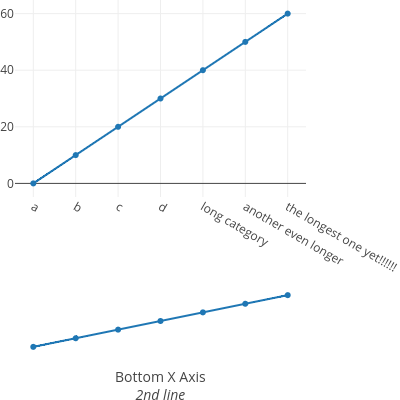 60
40
20
0
a
b
c
d
long category
another even longer
the longest one yet!!!!!!
Bottom X Axis
2nd line